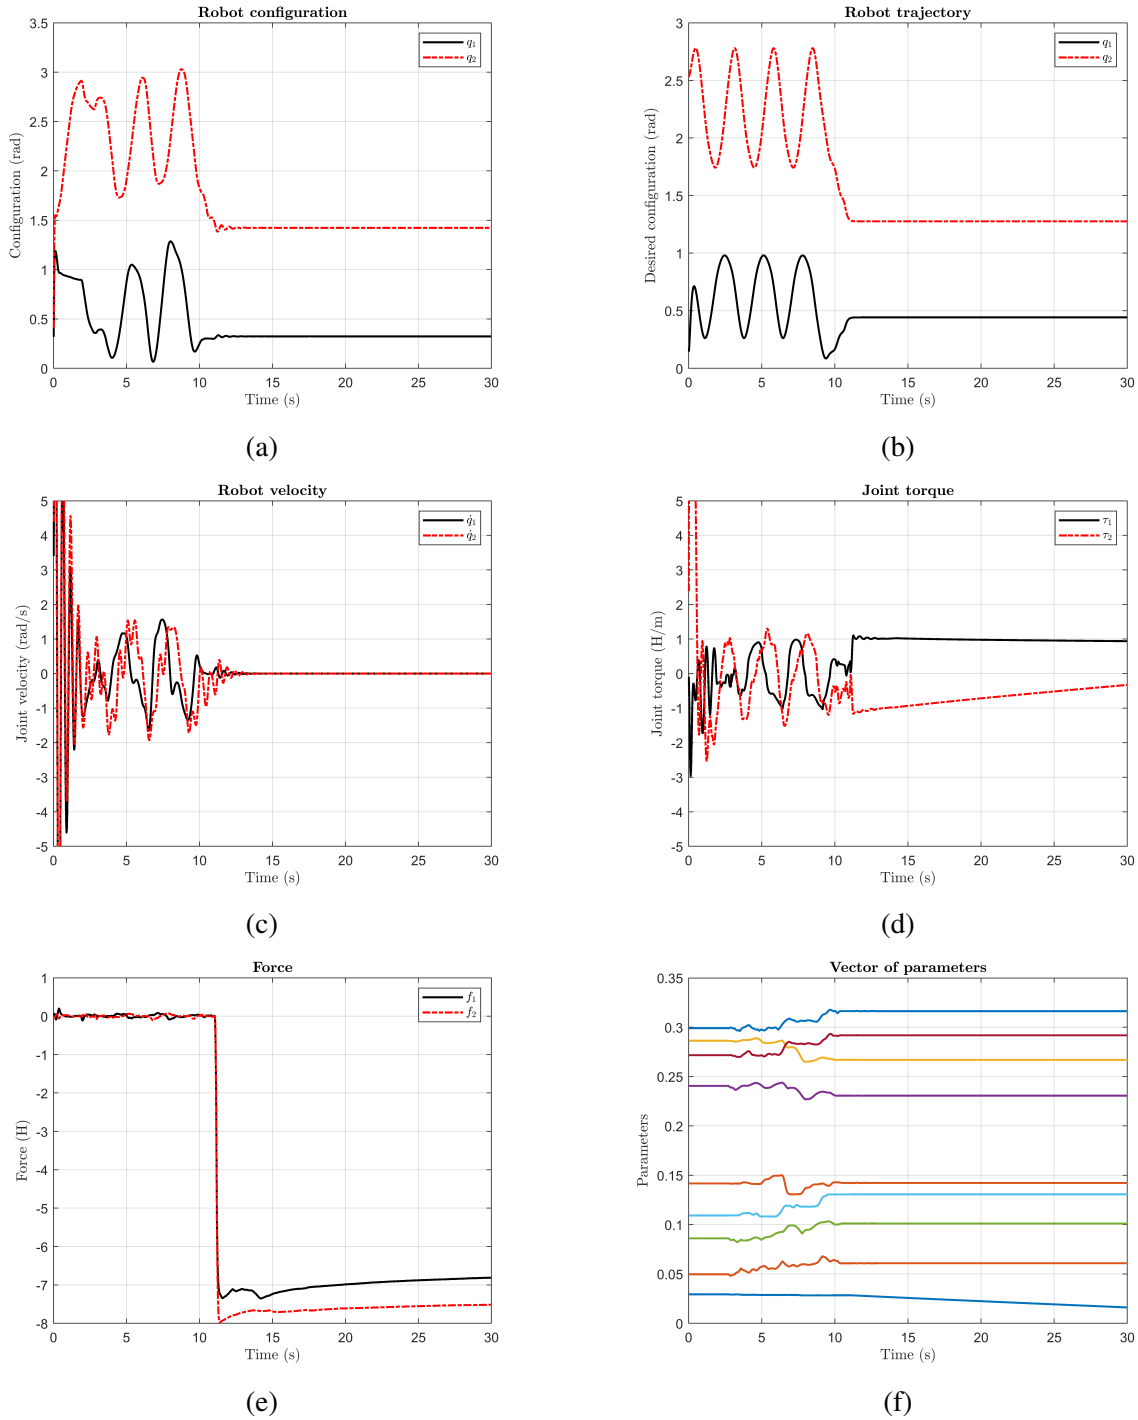 Robot configuration
3.5
3
2.5
2
1.5
1
0.5
0
Configuration (rad)
q1
q2
0 5 10 15 20 25 30
Time (s)
(a)
Robot trajectory
3
2.5
2
1.5
1
0.5
0
Desired configuration (rad)
q1
q2
0 5 10 15 20 25 30
Time (s)
(b)
Robot velocity
5
4
3
2
1
0
-1
-2
-3
-4
-5
Joint velocity (rad/s)
q̇1
q̇2
0 5 10 15 20 25 30
Time (s)
(c)
Joint torque
5
4
3
2
1
0
-1
-2
-3
-4
-5
Joint torque (H/m)
τ1
τ2
0 5 10 15 20 25 30
Time (s)
(d)
Force
1
0
-1
-2
-3
-4
-5
-6
-7
-8
Force (H)
f1
f2
0 5 10 15 20 25 30
Time (s)
(e)
Vector of parameters
0.35
0.3
0.25
0.2
0.15
0.1
0.05
0
Parameters
0 5 10 15 20 25 30
Time (s)
(f)